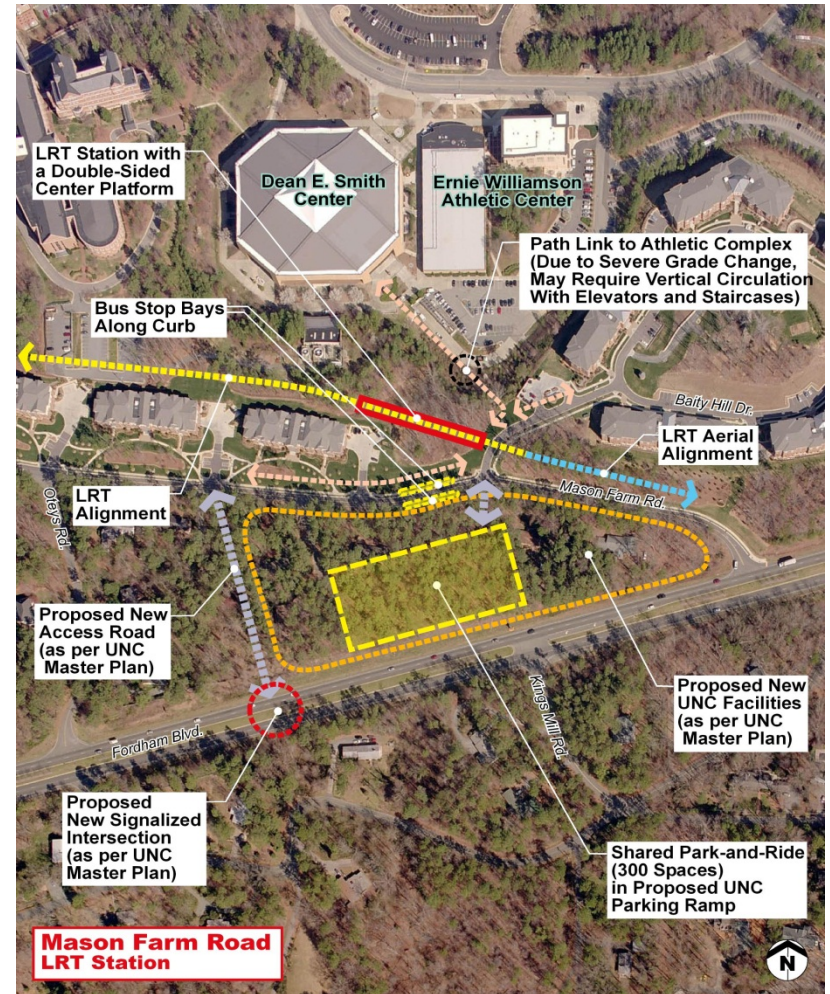 LRT Station with
a Double-Sided
Center Platform
Dean E. Smith
Center
Ernie Williamson
Athletic Center
Path Link to Athletic Complex
(Due to Severe Grade Change,
May Require Vertical Circulation
With Elevators and Staircases)
Bus Stop Bays
Along Curb
Baity Hill Dr.
LRT Aerial
Alignment
LRT
Alignment
Mason Farm Rd.
Oteys Rd.
Proposed New
Access Road
(as per UNC
Master Plan)
Proposed New
UNC Facilities
(as per UNC
Master Plan)
Kings Mill Rd.
Fordham Blvd.
Proposed
New Signalized
Intersection
(as per UNC
Master Plan)
Shared Park-and-Ride
(300 Spaces)
in Proposed UNC
Parking Ramp
Mason Farm Road
LRT Station
N